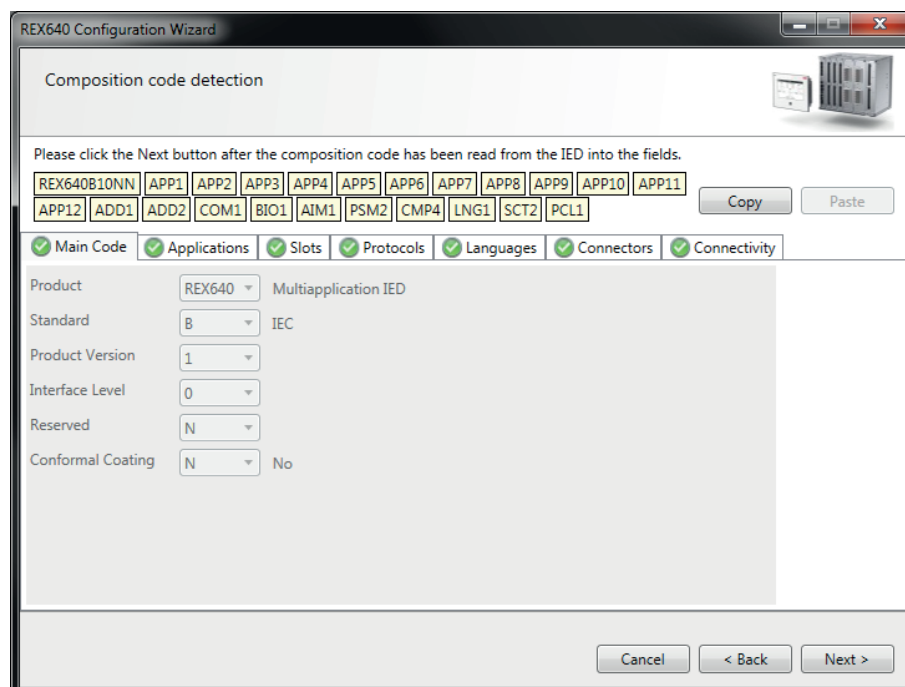 REX640 Configuration Wizard
Composition code detection
Please click the Next button after the composition code has been read from the IED into the fields.
REX640B10NN APP1 APP2 APP3 APP4 APP5 APP6 APP7 APP8 APP9 APP10 APP11
APP12 ADD1 ADD2 COM1 BIO1 AIM1 PSM2 CMP4 LNG1 SCT2 PCL1
Copy Paste
Main Code Applications Slots Protocols Languages Connectors Connectivity
Product REX640 Multiapplication IED
Standard B IEC
Product Version 1
Interface Level 0
Reserved N
Conformal Coating N No
Cancel < Back Next >